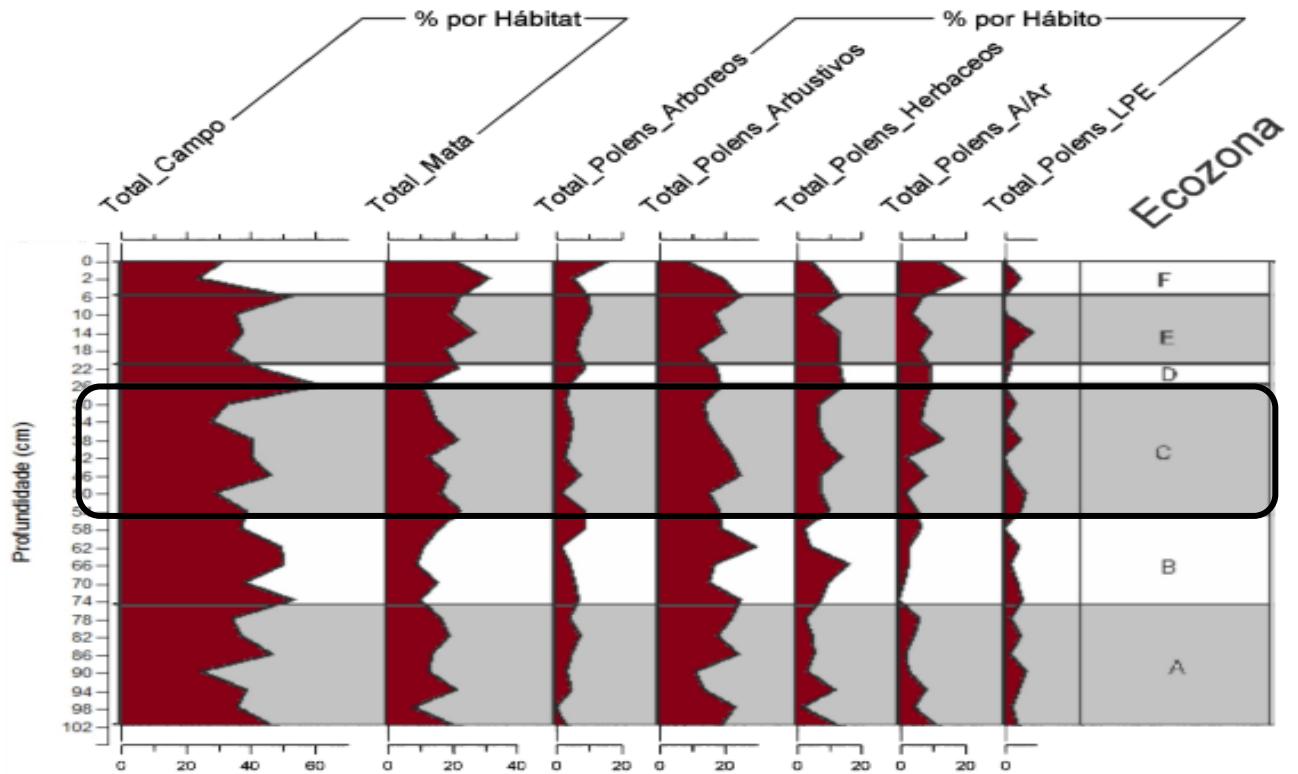 % por Hábitat
% por Hábito
Total_Campo
Total_Mata
Total_Polens_Arboreos
Total_Polens_Arbustivos
Total_Polens_Herbaceos
Total_Polens_A/Ar
Total_Polens_LPE
Ecozona
Profundidade (cm)
0
2
6
10
14
18
22
26
58
62
66
70
74
78
82
86
90
94
98
102
F
E
D
C
B
A
0 20 40 60 0 20 40 0 20 0 20 0 20 0 20 0